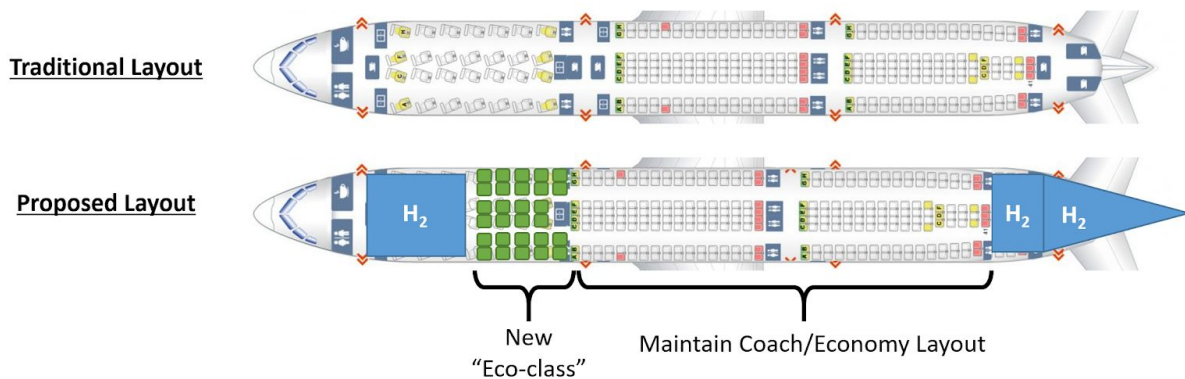 Traditional Layout
Proposed Layout
H₂
H₂
H₂
New
"Eco-class"
Maintain Coach/Economy Layout